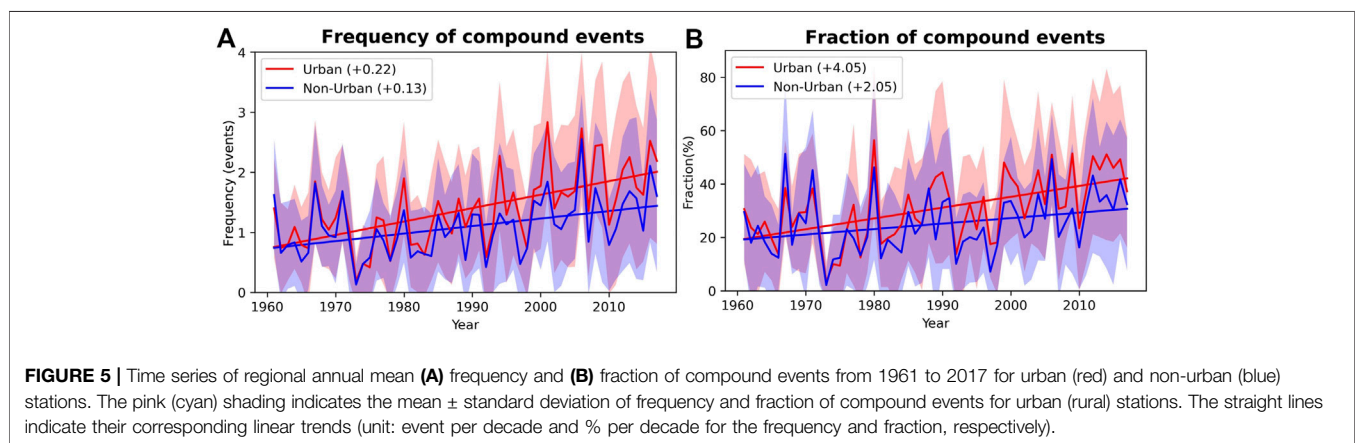 A Frequency of compound events
4
3
2
1
0
Frequency (events)
Urban (+0.22)
Non-Urban (+0.13)
1960 1970 1980 1990 2000 2010
Year
B Fraction of compound events
80
60
40
20
0
Fraction(%)
Urban (+4.05)
Non-Urban (+2.05)
1960 1970 1980 1990 2000 2010
Year
FIGURE 5 | Time series of regional annual mean (A) frequency and (B) fraction of compound events from 1961 to 2017 for urban (red) and non-urban (blue)
stations. The pink (cyan) shading indicates the mean ± standard deviation of frequency and fraction of compound events for urban (rural) stations. The straight lines
indicate their corresponding linear trends (unit: event per decade and % per decade for the frequency and fraction, respectively).